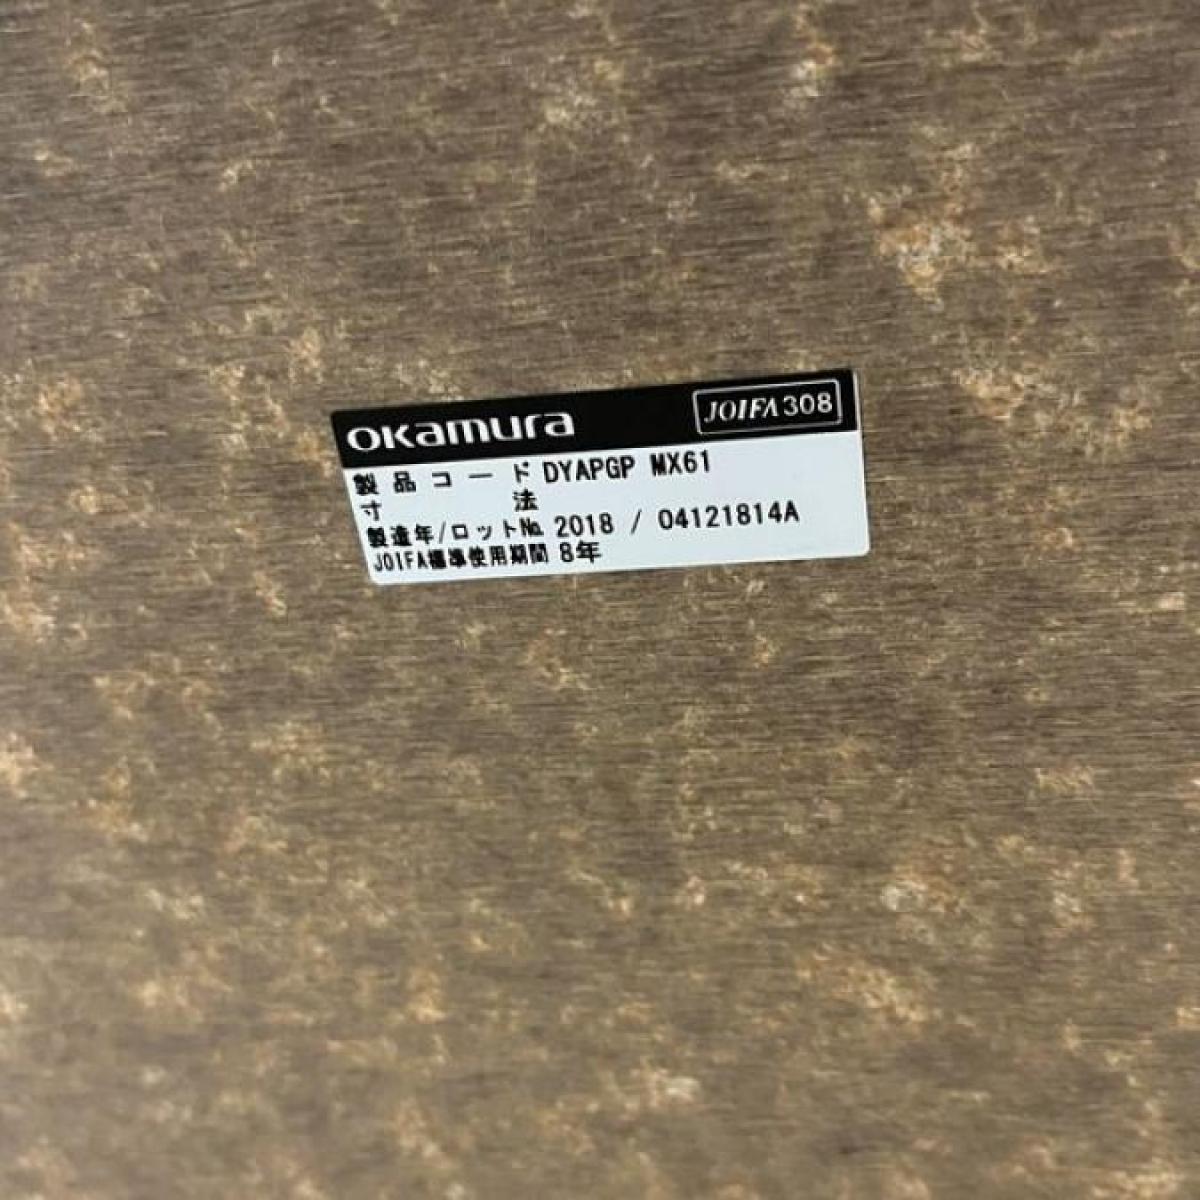 okamura JOIFA308
製品コード DYAPGP MX61
寸法
製造年/ロット№ 2018 / 04121814A
JOIFA標準使用期間 8年